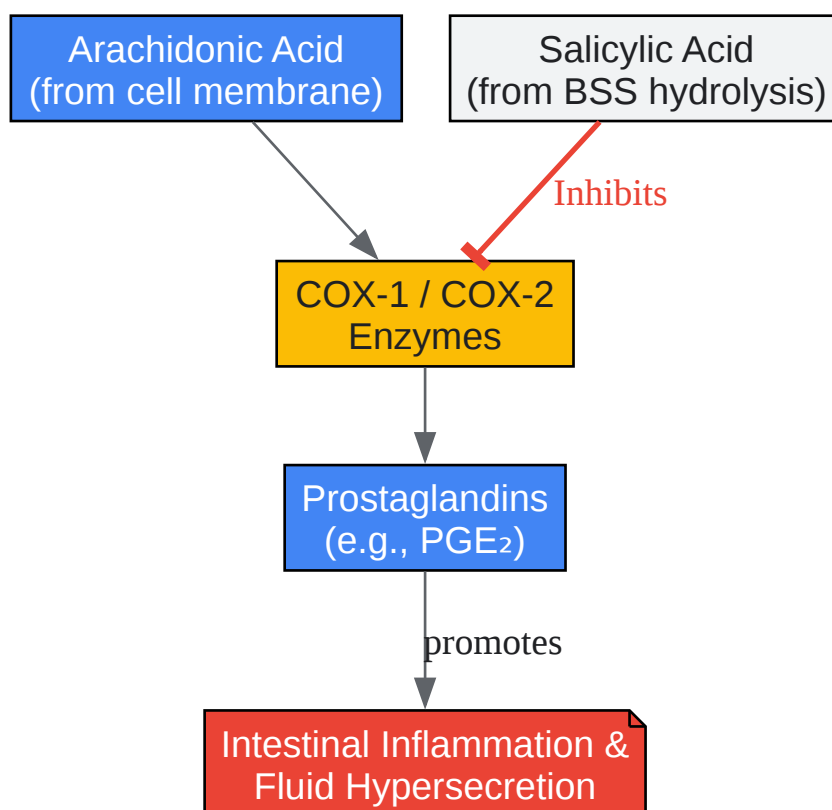 Arachidonic Acid
(from cell membrane)
Salicylic Acid
(from BSS hydrolysis)
Inhibits
COX-1 / COX-2
Enzymes
Prostaglandins
(e.g., PGE₂)
promotes
Intestinal Inflammation &
Fluid Hypersecretion